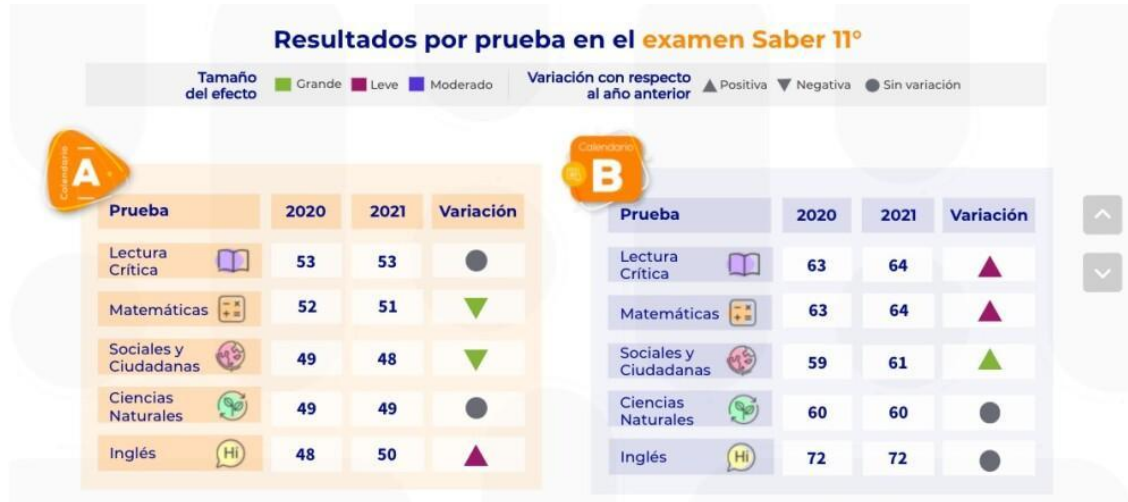 Resultados por prueba en el examen Saber 11°
Tamaño del efecto Grande Leve Moderado Variación con respecto al año anterior Positiva Negativa Sin variación
Calendario
A
Prueba 2020 2021 Variación
Lectura Crítica 53 53
Matemáticas 52 51
Sociales y Ciudadanas 49 48
Ciencias Naturales 49 49
Inglés Hi 48 50
Calendario
B
Prueba 2020 2021 Variación
Lectura Crítica 63 64
Matemáticas 63 64
Sociales y Ciudadanas 59 61
Ciencias Naturales 60 60
Inglés Hi 72 72